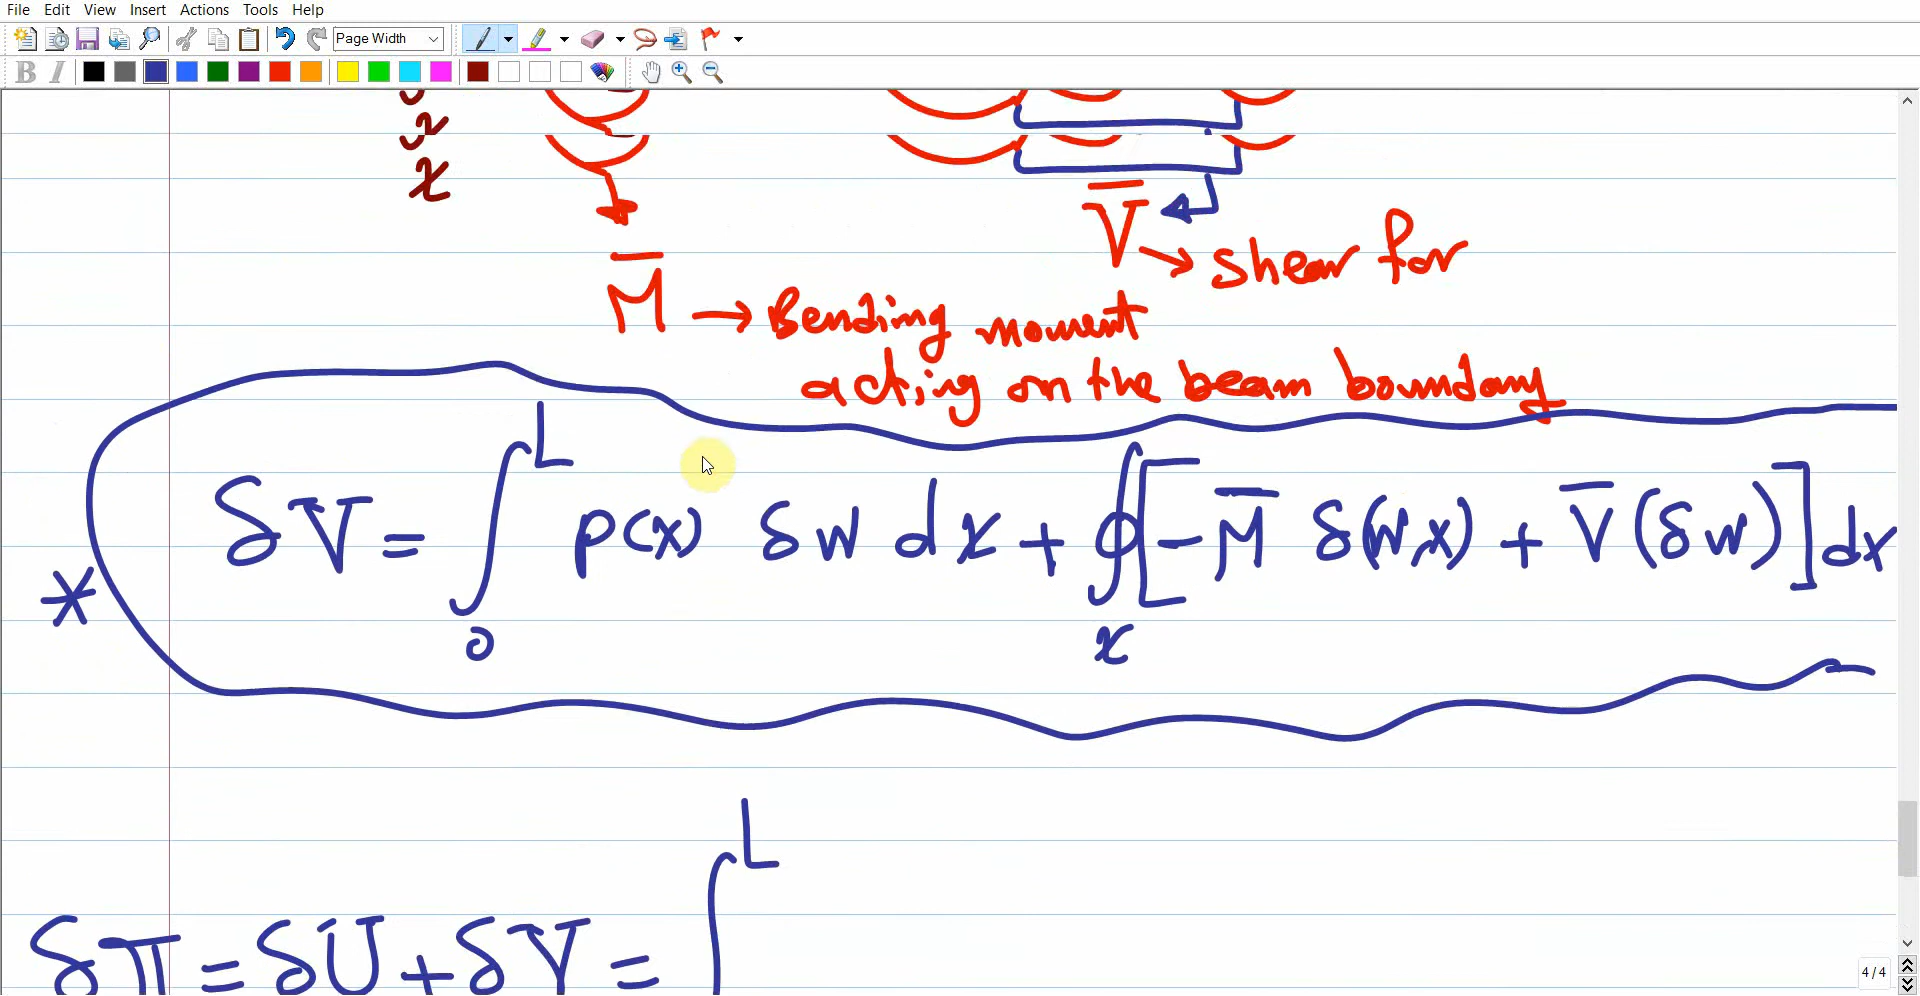 File Edit View Insert Actions Tools Help
Page Width
B I
x
x
V̅ → shear for
M̅ → Bending moment
acting on the beam boundary
* δV = ∫₀ᴸ p(x) δw dx + ∮ₓ [-M̅ δ(w,x) + V̅(δw)] dx
δπ = δU + δV = ∫ᴸ
4/4